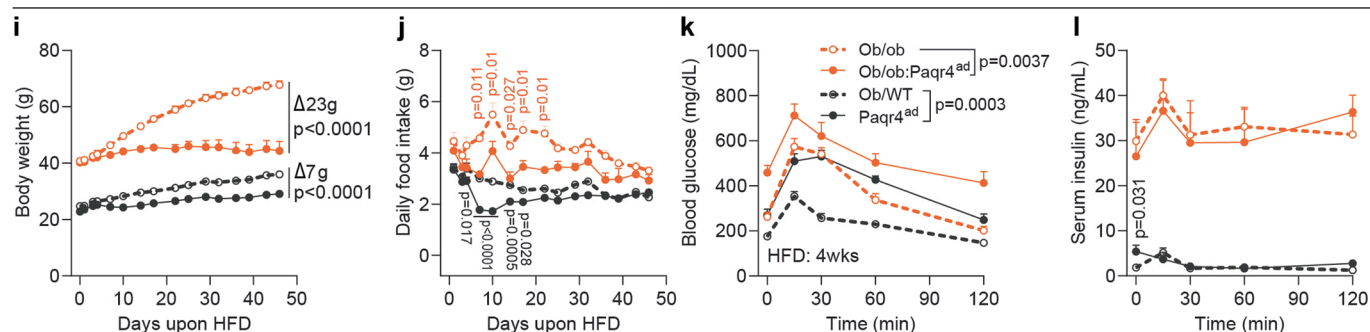 i
80
60
40
20
0
Body weight (g)
0 10 20 30 40 50
Days upon HFD
Δ23g
p<0.0001
Δ7g
p<0.0001
j
8
6
4
2
0
Daily food intake (g)
p=0.011
p=0.01
p=0.027
p=0.01
p=0.01
p=0.017
p<0.0001
p=0.0005
p=0.028
0 10 20 30 40 50
Days upon HFD
k
1000
800
600
400
200
0
Blood glucose (mg/dL)
Ob/ob
Ob/ob:Paqr4ᵃᵈ
p=0.0037
Ob/WT
Paqr4ᵃᵈ
p=0.0003
HFD: 4wks
0 30 60 90 120
Time (min)
l
50
40
30
20
10
0
Serum insulin (ng/mL)
p=0.031
0 30 60 90 120
Time (min)